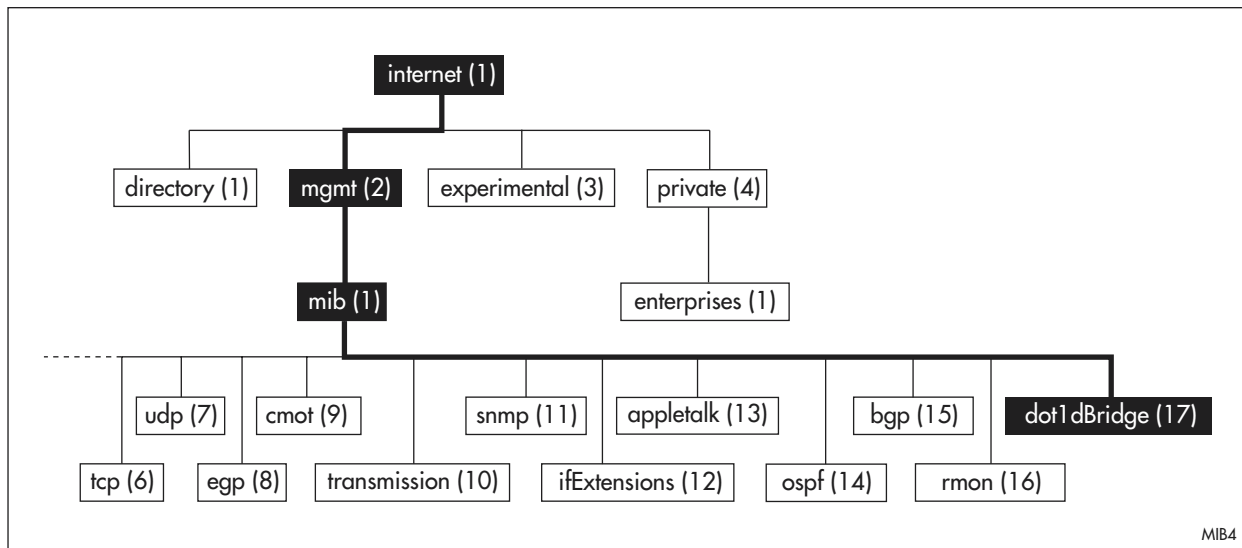 internet (1)
directory (1)
mgmt (2)
experimental (3)
private (4)
mib (1)
enterprises (1)
udp (7)
cmot (9)
snmp (11)
appletalk (13)
bgp (15)
dot1dBridge (17)
tcp (6)
egp (8)
transmission (10)
ifExtensions (12)
ospf (14)
rmon (16)
MIB4